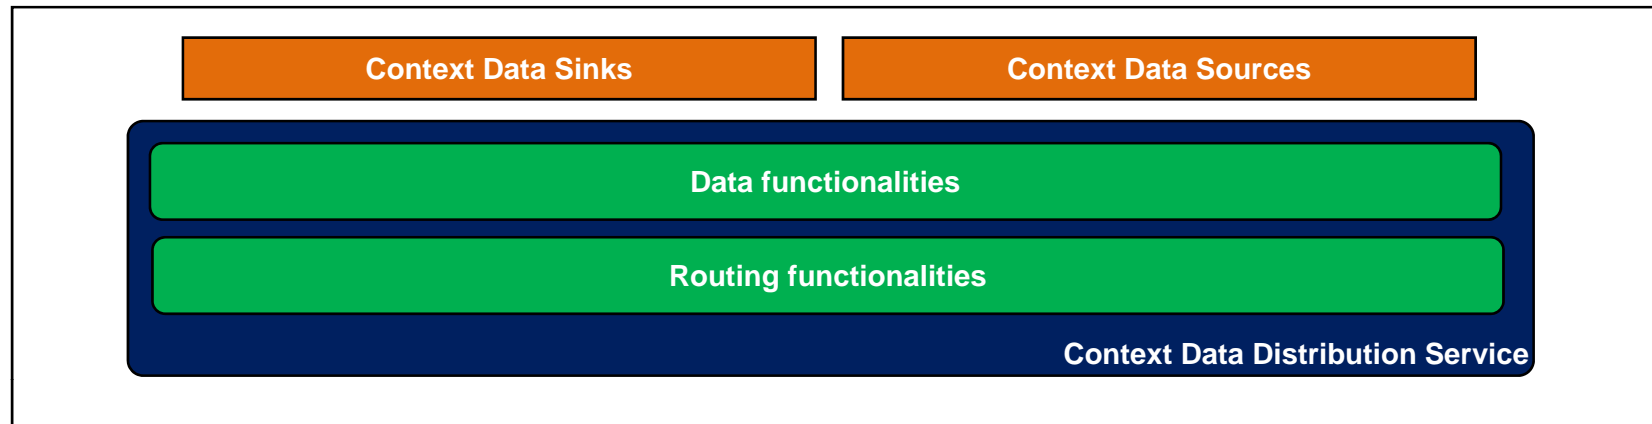 Context Data Sinks
Context Data Sources
Data functionalities
Routing functionalities
Context Data Distribution Service